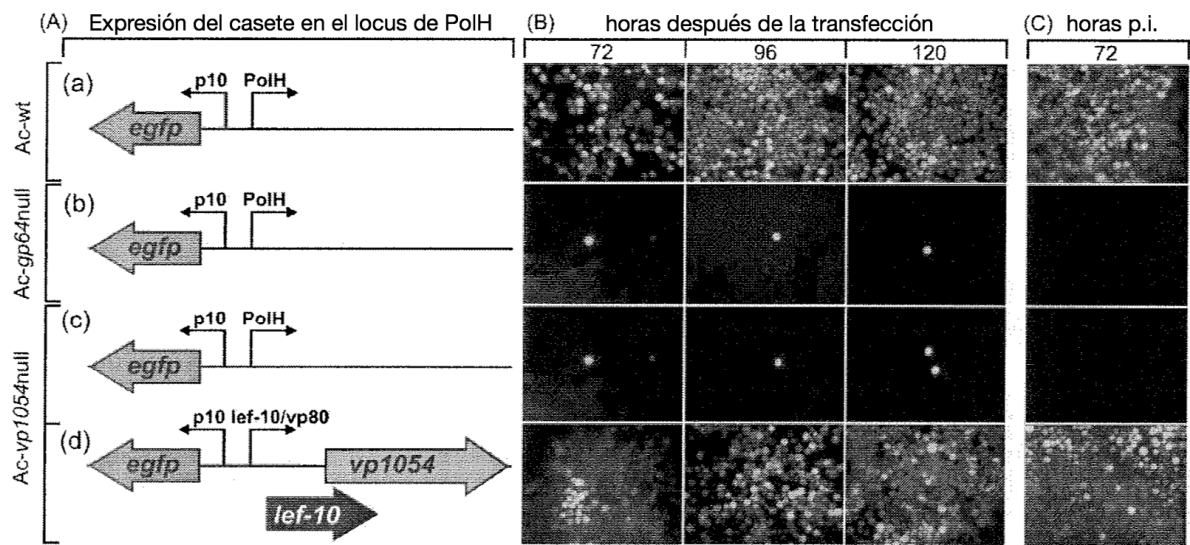 (A) Expresión del casete en el locus de PolH
(B) horas después de la transfección
72 96 120
(C) horas p.i.
72
Ac-wt
(a)
p10 PolH
egfp
Ac-gp64null
(b)
p10 PolH
egfp
Ac-vp1054null
(c)
p10 PolH
egfp
(d)
p10 lef-10/vp80
egfp vp1054
lef-10